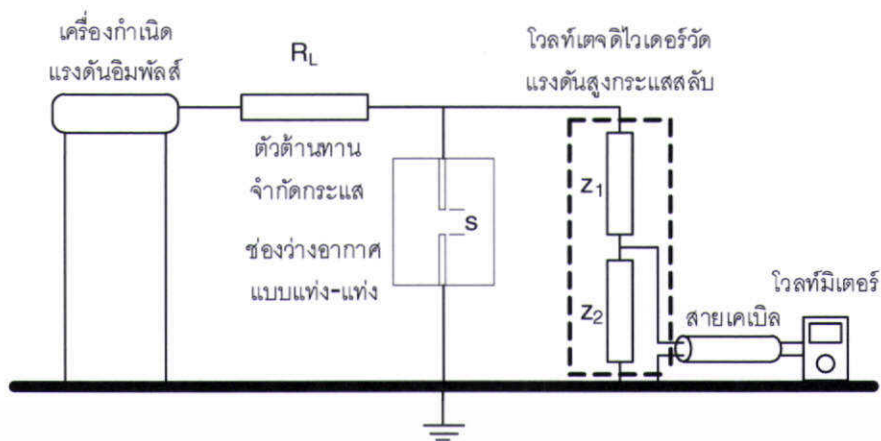 เครื่องกำเนิด
แรงดันอิมพัลส์
R_L
ตัวต้านทาน
จำกัดกระแส
ช่องว่างอากาศ
แบบแท่ง-แท่ง
S
โวลท์เตจดิไวเดอร์วัด
แรงดันสูงกระแสสลับ
Z₁
Z₂
สายเคเบิล
โวลท์มิเตอร์